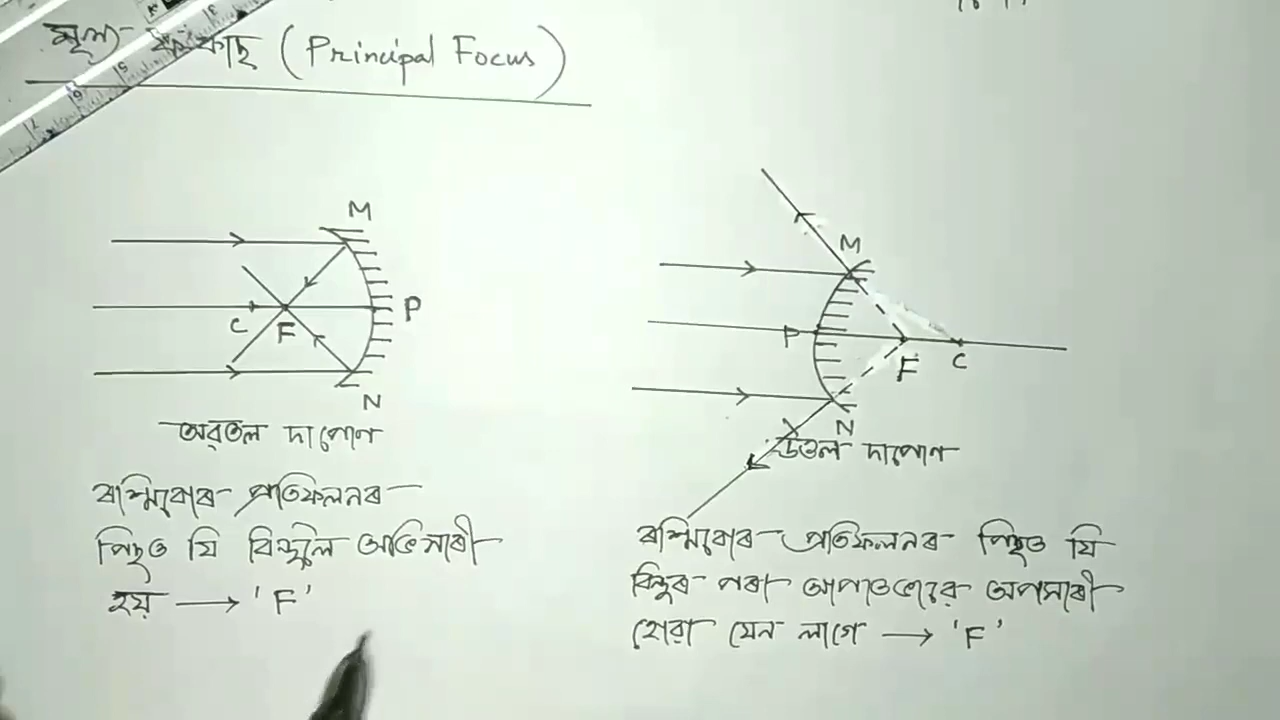 মূল্য ফ'কাছ (Principal Focus)
M
C
F
P
N
অৱতল দাপোণ
ৰশ্মিবোৰ প্ৰতিফলনৰ
পিছত যি বিন্দুলৈ অভিসাৰী
হয় → 'F'
M
P
F
C
N
উত্তল দাপোণ
ৰশ্মিবোৰ প্ৰতিফলনৰ পিছত যি
বিন্দুৰ পৰা আপাতভাৱে অপসাৰী
হোৱা যেন লাগে → 'F'